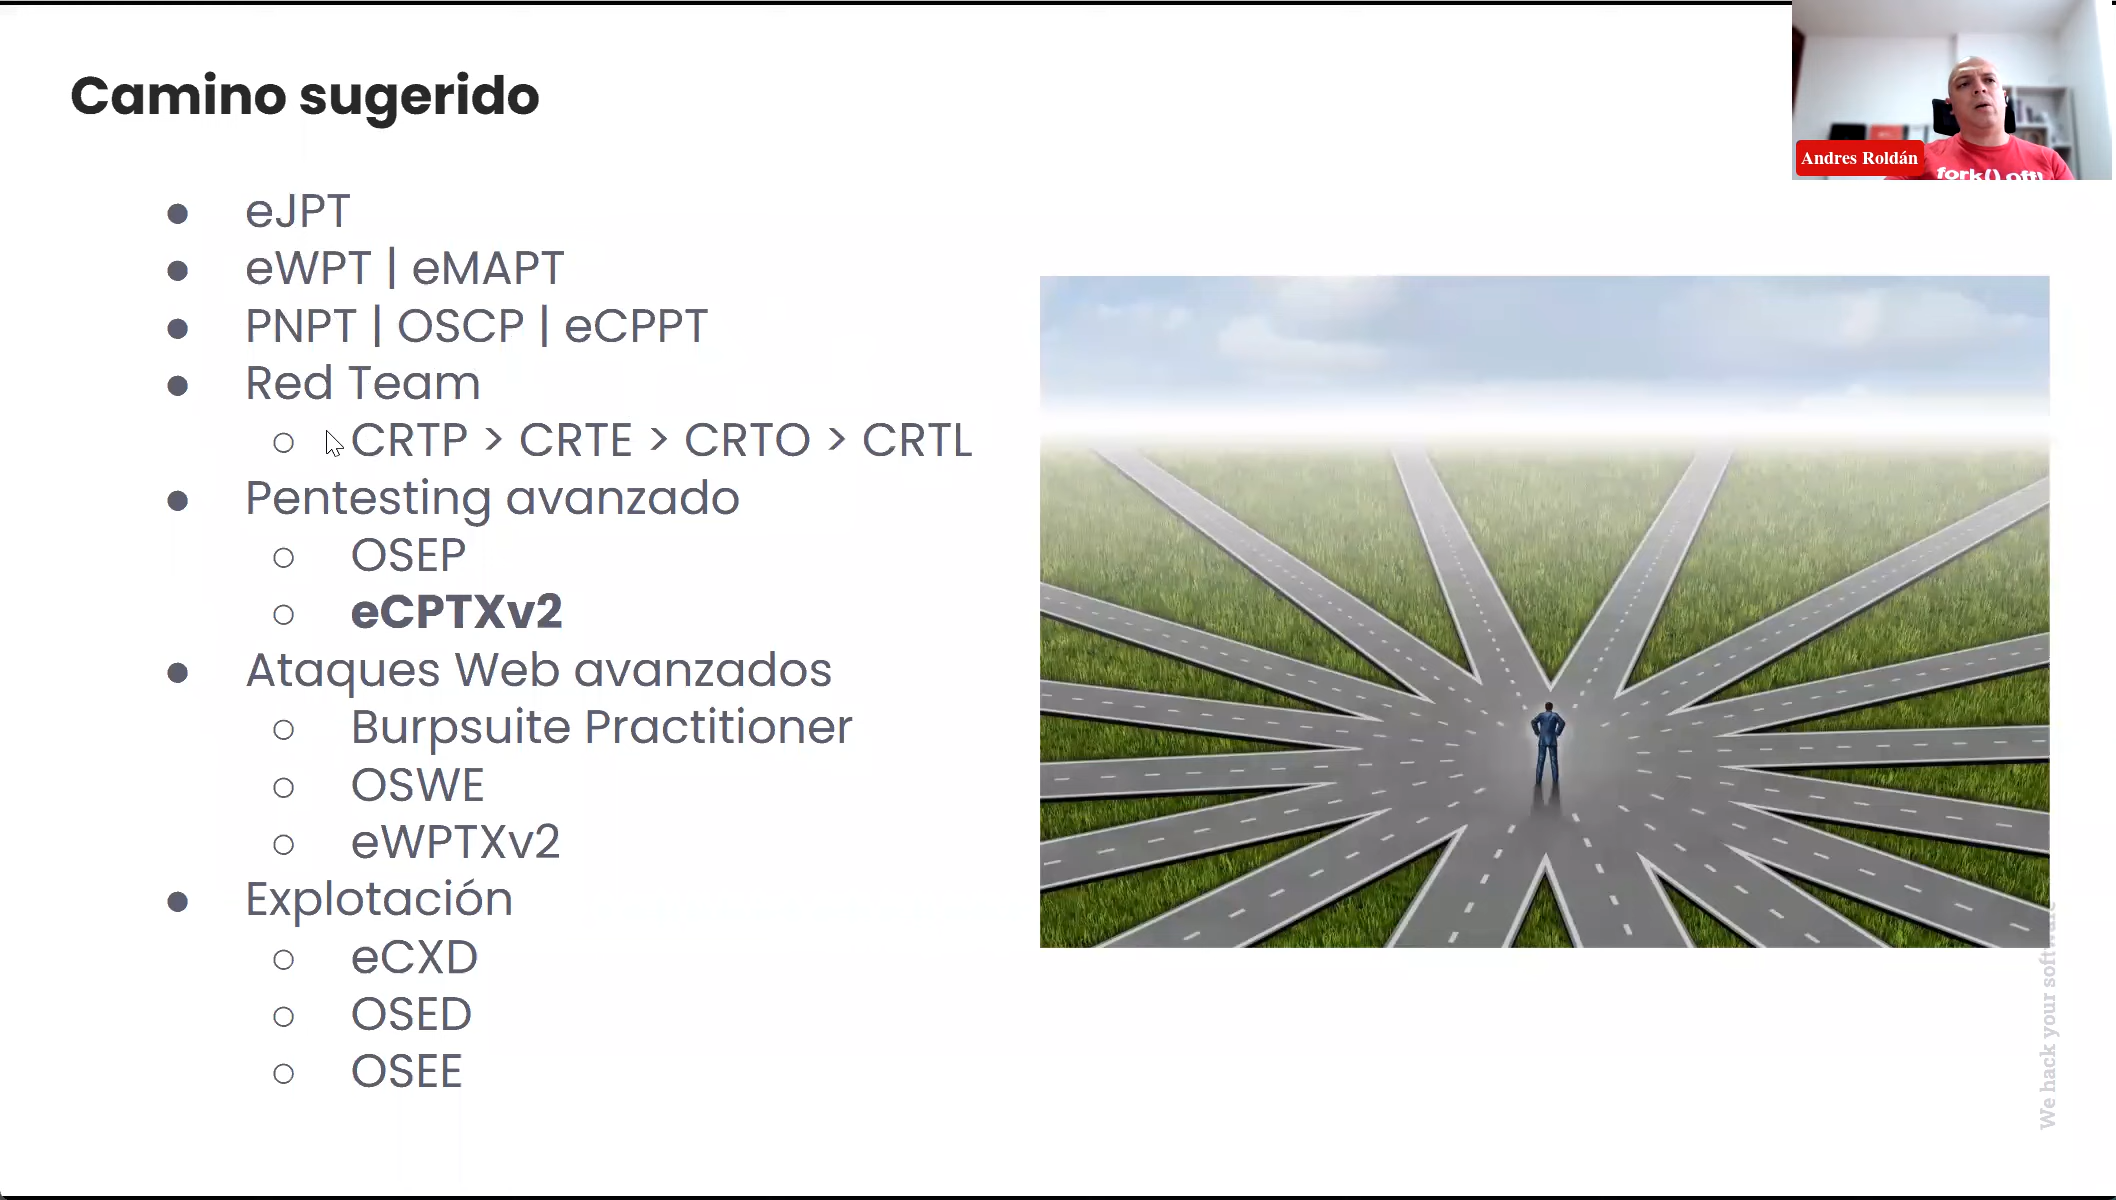 Camino sugerido
Andres Roldán
eJPT
eWPT | eMAPT
PNPT | OSCP | eCPPT
Red Team
CRTP > CRTE > CRTO > CRTL
Pentesting avanzado
OSEP
eCPTXv2
Ataques Web avanzados
Burpsuite Practitioner
OSWE
eWPTXv2
Explotación
eCXD
OSED
OSEE
We hack your software